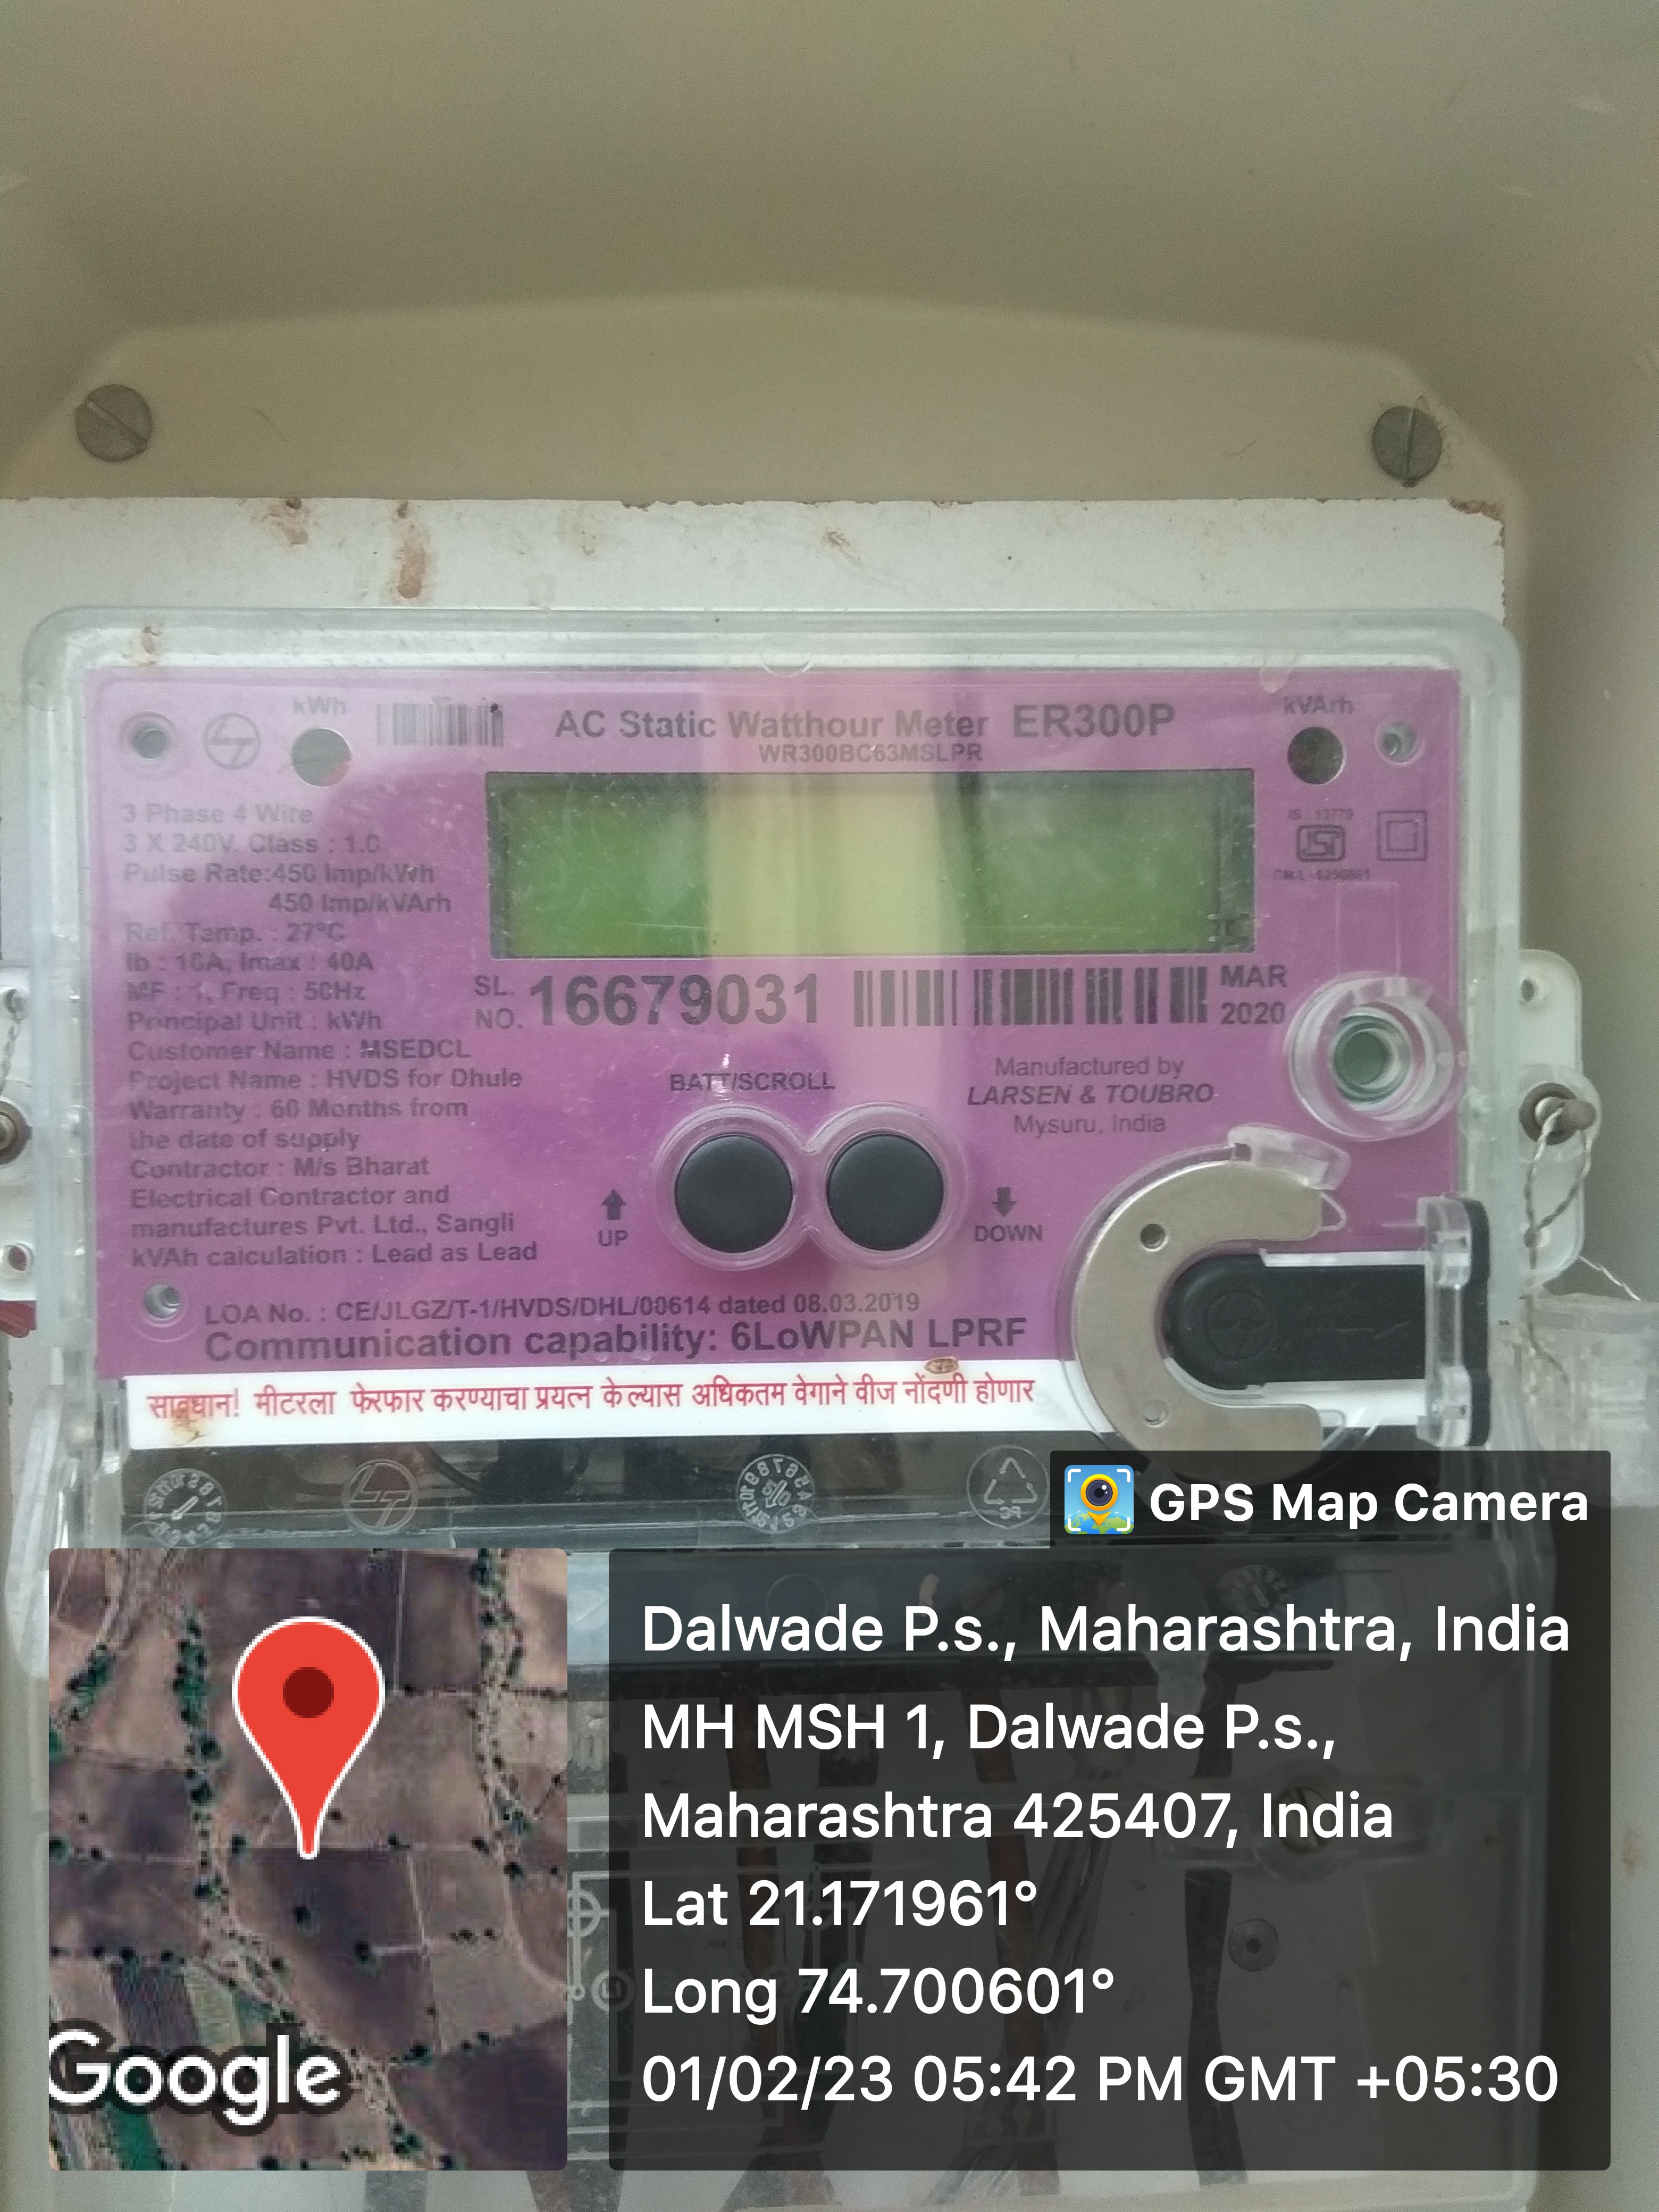 kWh
AC Static Watthour Meter ER300P
WR300BC63MSLPR
kVArh
3 Phase 4 Wire
3 X 240V, Class : 1.0
Pulse Rate:450 Imp/kWh
450 Imp/kVArh
Ref. Temp. : 27°C
Ib : 10A, Imax : 40A
MF : 1, Freq : 50Hz
Principal Unit : kWh
Customer Name : MSEDCL
Project Name : HVDS for Dhule
Warranty : 60 Months from
the date of supply
Contractor : M/s Bharat
Electrical Contractor and
manufactures Pvt. Ltd., Sangli
kVAh calculation : Lead as Lead
IS : 13779
SL. NO. 16679031
MAR
2020
BATT/SCROLL
UP
DOWN
Manufactured by
LARSEN & TOUBRO
Mysuru, India
LOA No. : CE/JLGZ/T-1/HVDS/DHL/00614 dated 08.03.2019
Communication capability: 6LoWPAN LPRF
सावधान! मीटरला फेरफार करण्याचा प्रयत्न केल्यास अधिकतम वेगाने वीज नोंदणी होणार
GPS Map Camera
Dalwade P.s., Maharashtra, India
MH MSH 1, Dalwade P.s.,
Maharashtra 425407, India
Lat 21.171961°
Long 74.700601°
01/02/23 05:42 PM GMT +05:30
Google